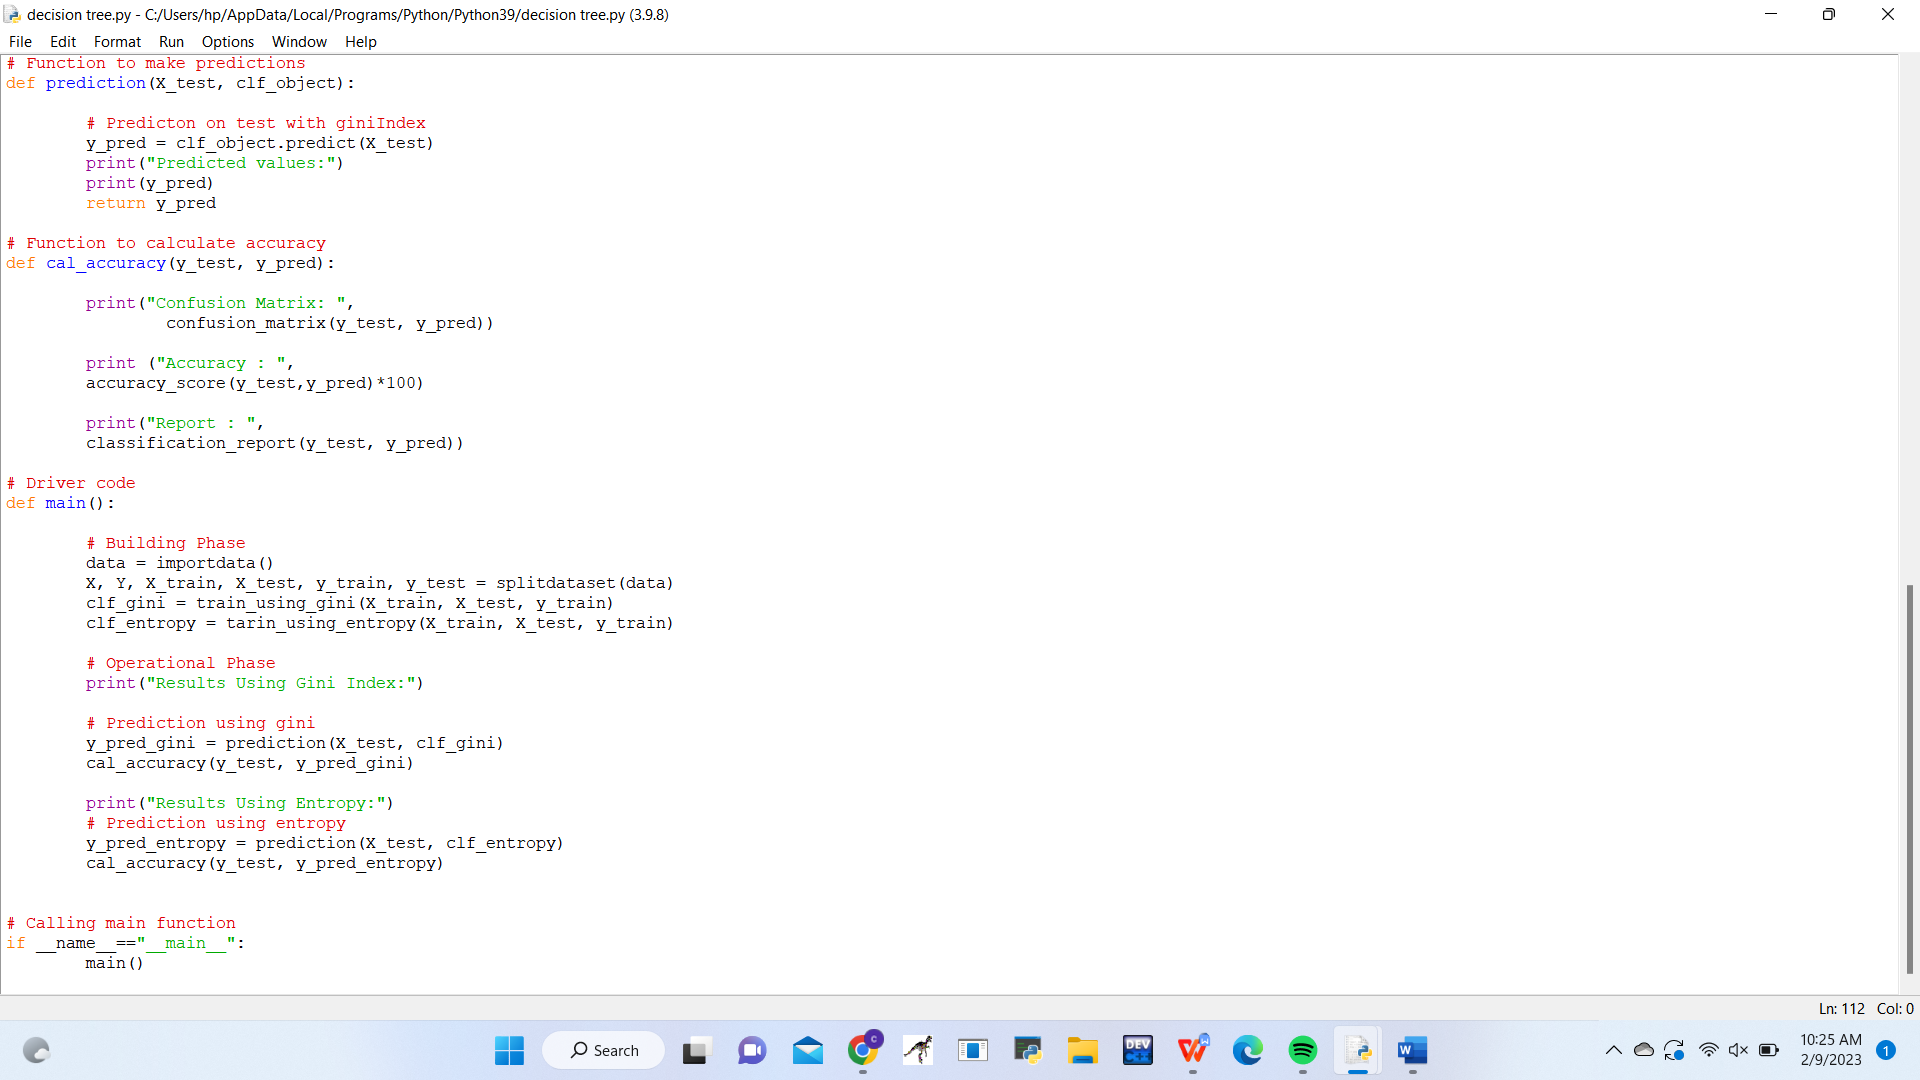 decision tree.py - C:/Users/hp/AppData/Local/Programs/Python/Python39/decision tree.py (3.9.8)
File Edit Format Run Options Window Help
# Function to make predictions
def prediction(X_test, clf_object):
# Predicton on test with giniIndex
y_pred = clf_object.predict(X_test)
print("Predicted values:")
print(y_pred)
return y_pred
# Function to calculate accuracy
def cal_accuracy(y_test, y_pred):
print("Confusion Matrix: ",
confusion_matrix(y_test, y_pred))
print ("Accuracy : ",
accuracy_score(y_test,y_pred)*100)
print("Report : ",
classification_report(y_test, y_pred))
# Driver code
def main():
# Building Phase
data = importdata()
X, Y, X_train, X_test, y_train, y_test = splitdataset(data)
clf_gini = train_using_gini(X_train, X_test, y_train)
clf_entropy = tarin_using_entropy(X_train, X_test, y_train)
# Operational Phase
print("Results Using Gini Index:")
# Prediction using gini
y_pred_gini = prediction(X_test, clf_gini)
cal_accuracy(y_test, y_pred_gini)
print("Results Using Entropy:")
# Prediction using entropy
y_pred_entropy = prediction(X_test, clf_entropy)
cal_accuracy(y_test, y_pred_entropy)
# Calling main function
if __name__=="__main__":
main()
Ln: 112 Col: 0
Search
C
DEV
C++
W
W
10:25 AM
2/9/2023
1